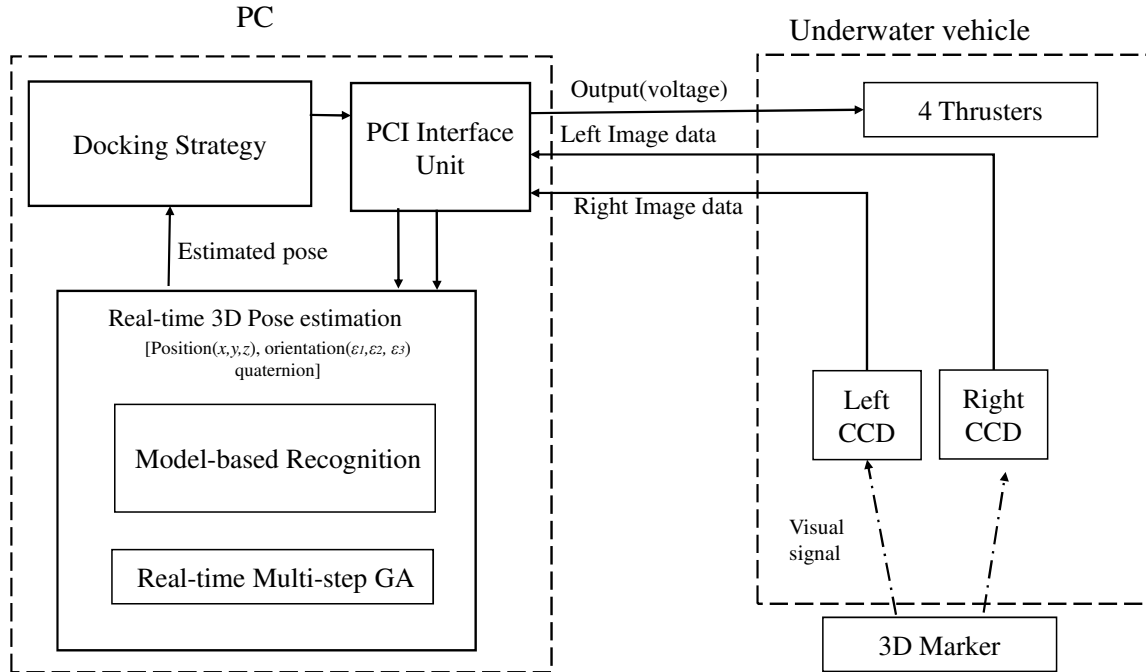 PC
Underwater vehicle
Docking Strategy
PCI Interface
Unit
Output(voltage)
4 Thrusters
Left Image data
Right Image data
Estimated pose
Real-time 3D Pose estimation
[Position(x,y,z), orientation(ε1,ε2, ε3)
quaternion]
Model-based Recognition
Real-time Multi-step GA
Left
CCD
Right
CCD
Visual
signal
3D Marker